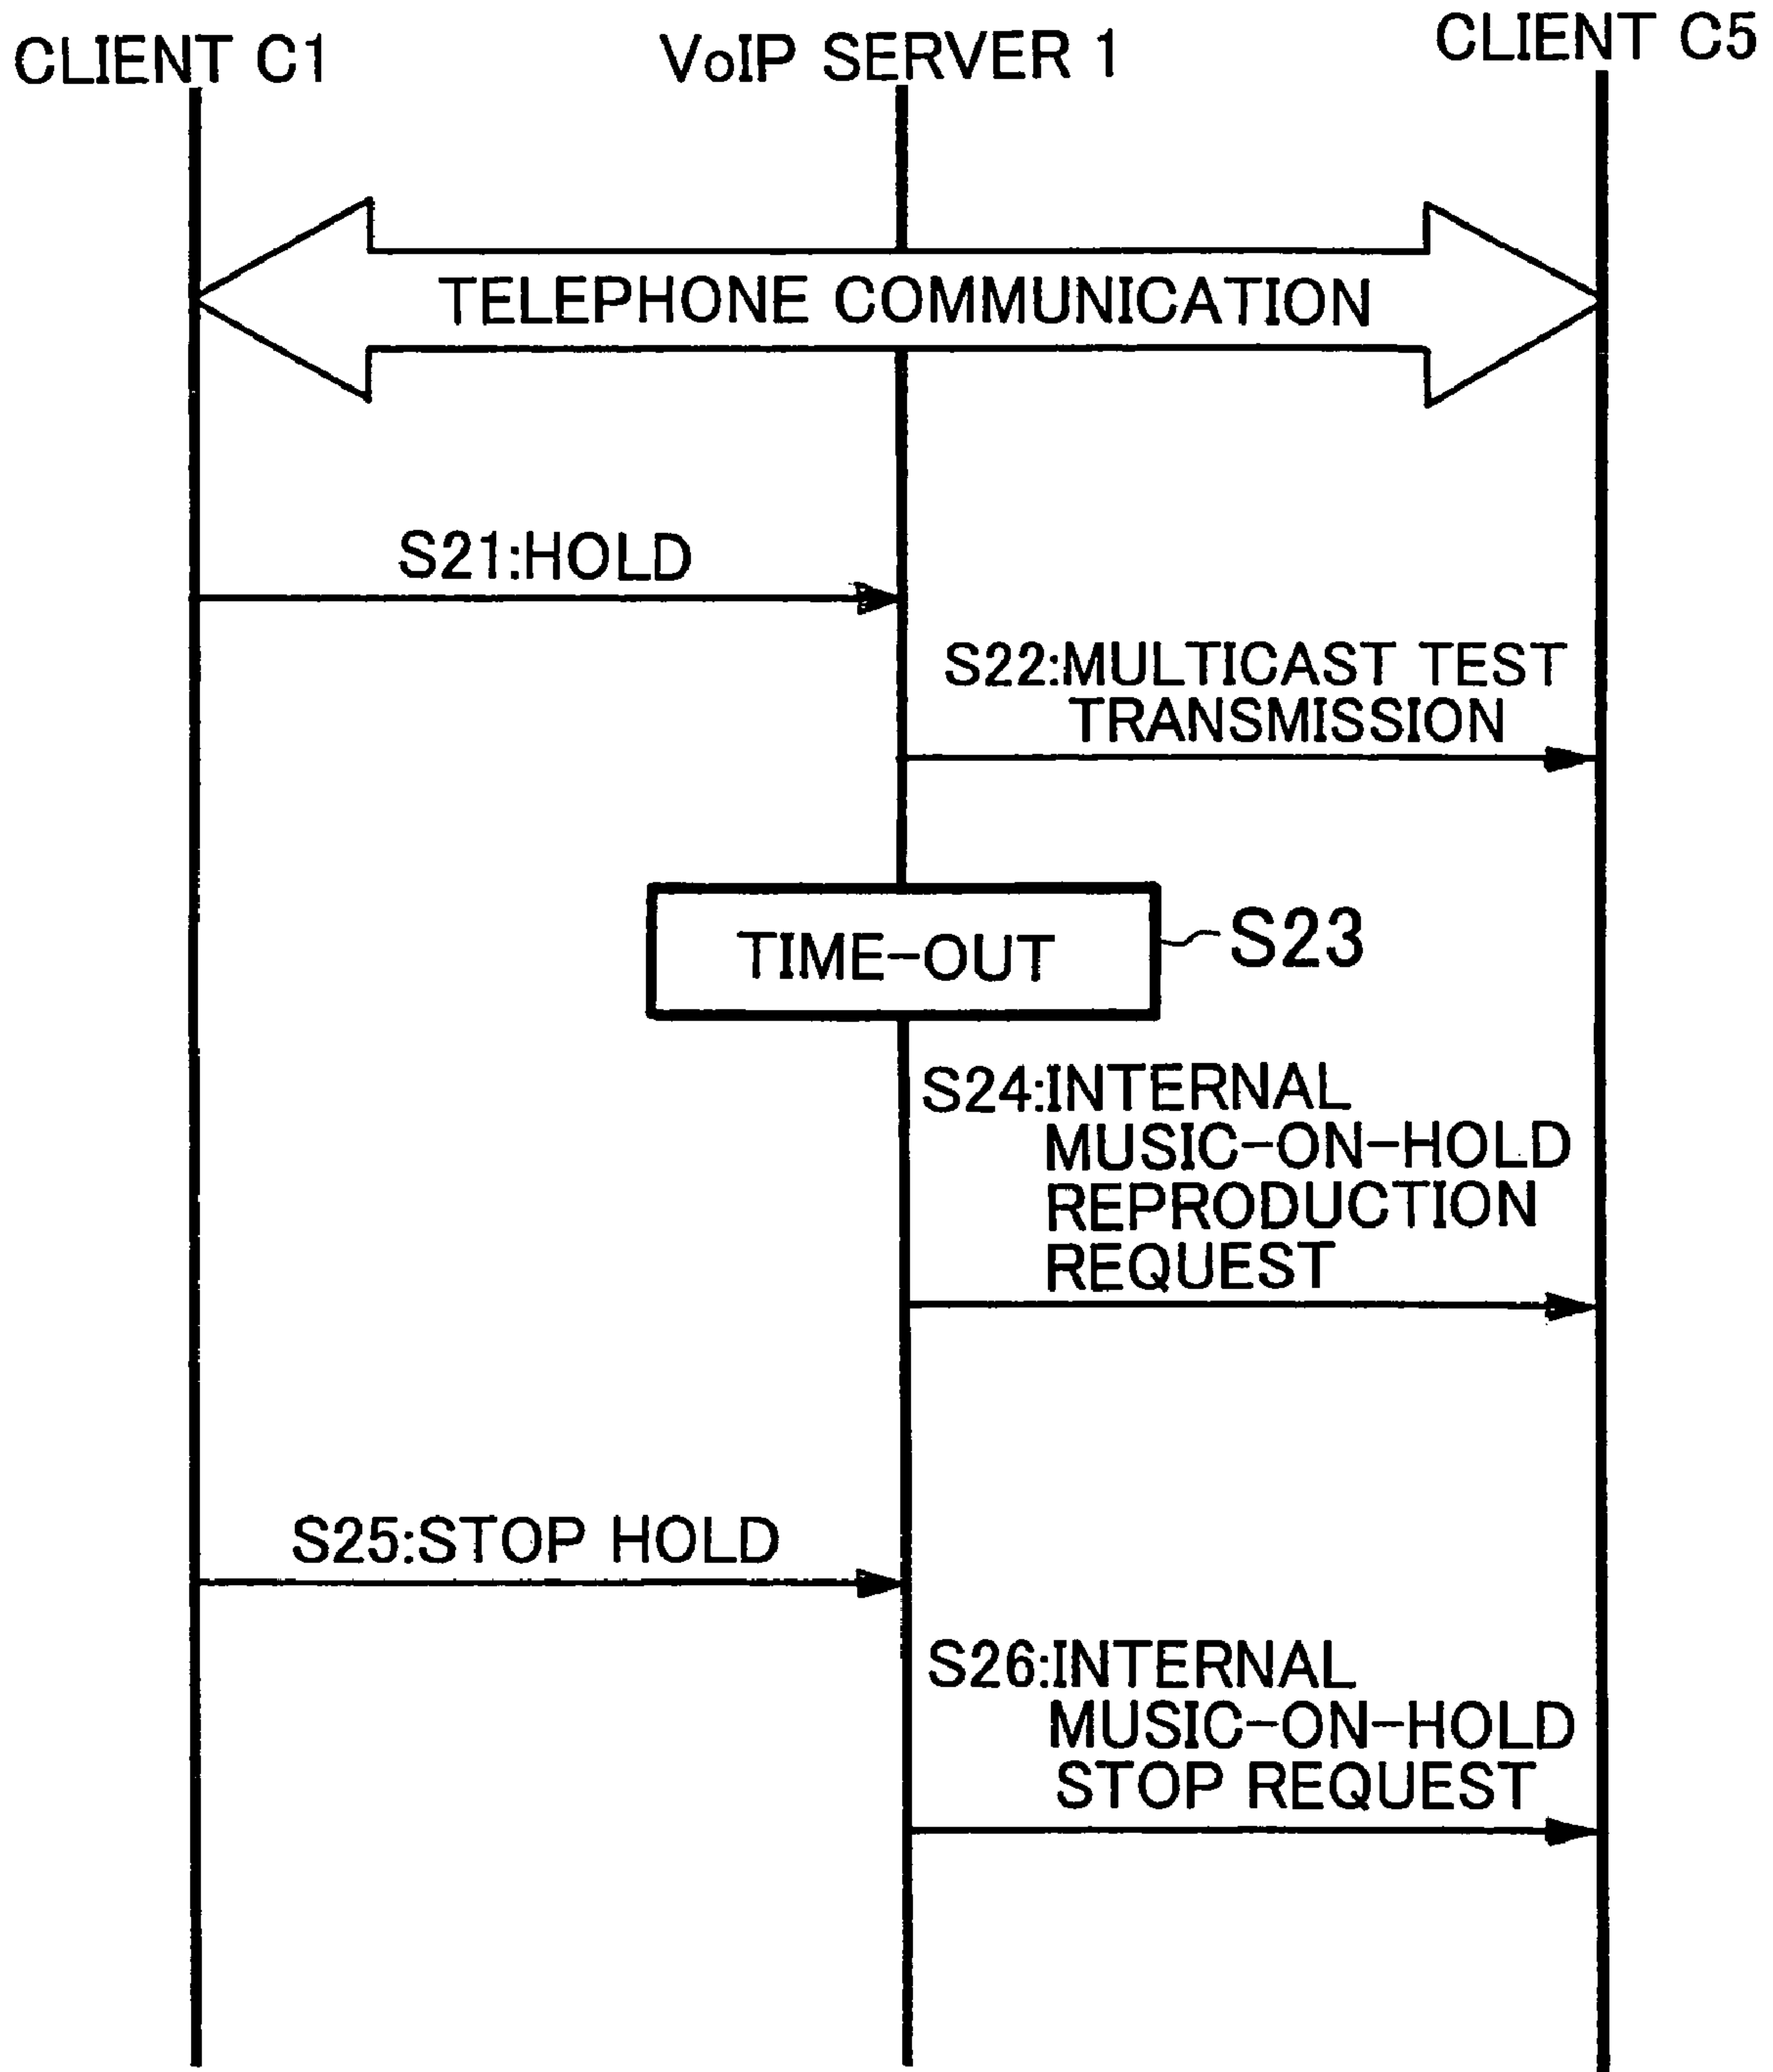 CLIENT C1
VoIP SERVER 1
CLIENT C5
TELEPHONE COMMUNICATION
S21:HOLD
S22:MULTICAST TEST
TRANSMISSION
TIME-OUT
S23
S24:INTERNAL
MUSIC-ON-HOLD
REPRODUCTION
REQUEST
S25:STOP HOLD
S26:INTERNAL
MUSIC-ON-HOLD
STOP REQUEST